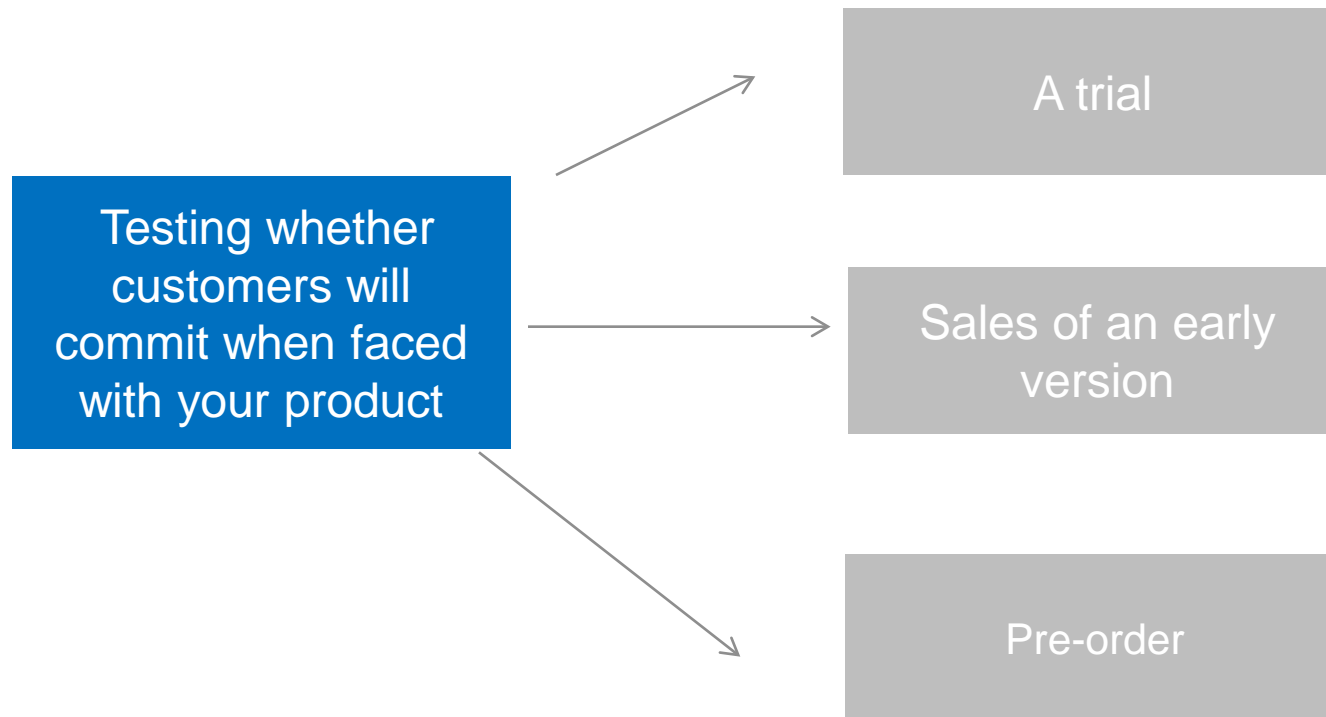 Testing whether
customers will
commit when faced
with your product
A trial
Sales of an early
version
Pre-order